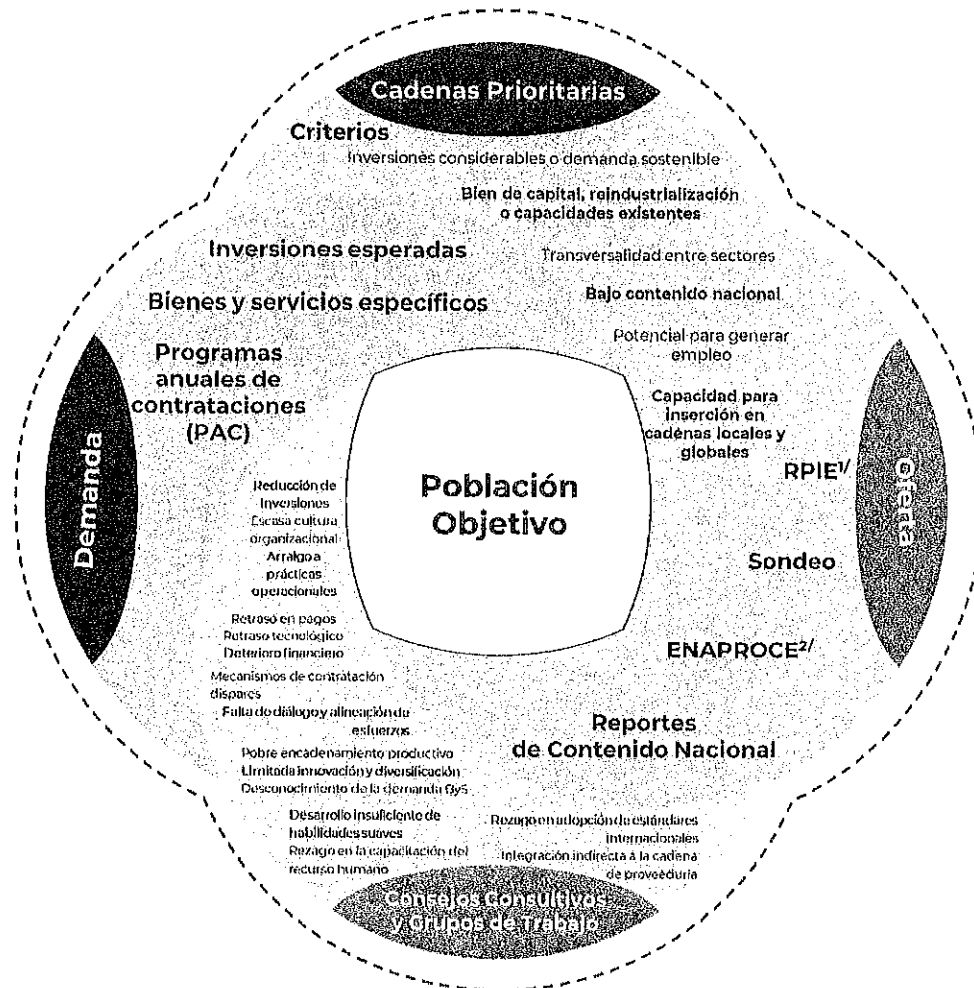 Cadenas Prioritarias
Criterios
Inversiones considerables o demanda sostenible
Bien de capital, reindustrialización
o capacidades existentes
Inversiones esperadas
Transversalidad entre sectores
Bienes y servicios específicos
Bajo contenido nacional
Potencial para generar
empleo
Programas
anuales de
contrataciones
(PAC)
Capacidad para
inserción en
cadenas locales y
globales
Demanda
Población
Objetivo
Oferta
RPIE1/
Sondeo
ENAPROCE2/
Reportes
de Contenido Nacional
Reducción de
Inversiones
Escasa cultura
organizacional
Arraigo a
prácticas
operacionales
Retraso en pagos
Retraso tecnológico
Deterioro financiero
Mecanismos de contratación
dispares
Falta de diálogo y alineación de
esfuerzos
Pobre encadenamiento productivo
Limitada innovación y diversificación
Desconocimiento de la demanda ByS
Desarrollo insuficiente de
habilidades suaves
Rezago en la capacitación del
recurso humano
Rezago en adopción de estándares
internacionales
Integración indirecta a la cadena
de proveeduría
Consejos Consultivos
y Grupos de Trabajo